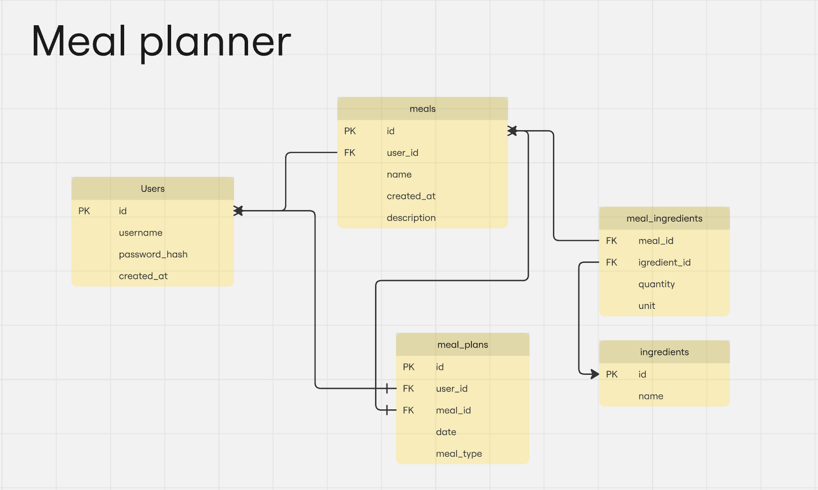 Meal planner
meals
PK id
FK user_id
name
created_at
description
Users
PK id
username
password_hash
created_at
meal_ingredients
FK meal_id
FK igredient_id
quantity
unit
meal_plans
PK id
FK user_id
FK meal_id
date
meal_type
ingredients
PK id
name